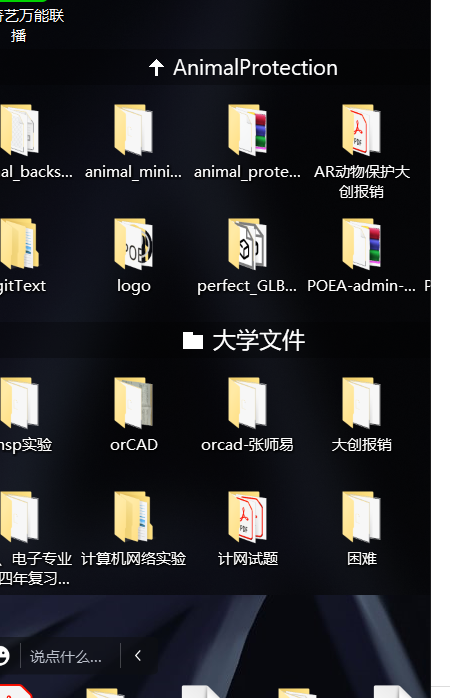 奇艺万能联
播
AnimalProtection
al_backs...
animal_mini...
animal_prote...
AR动物保护大
创报销
gitText
logo
perfect_GLB...
POEA-admin-...
P
大学文件
nsp实验
orCAD
orcad-张师易
大创报销
、电子专业
四年复习...
计算机网络实验
计网试题
困难
说点什么...